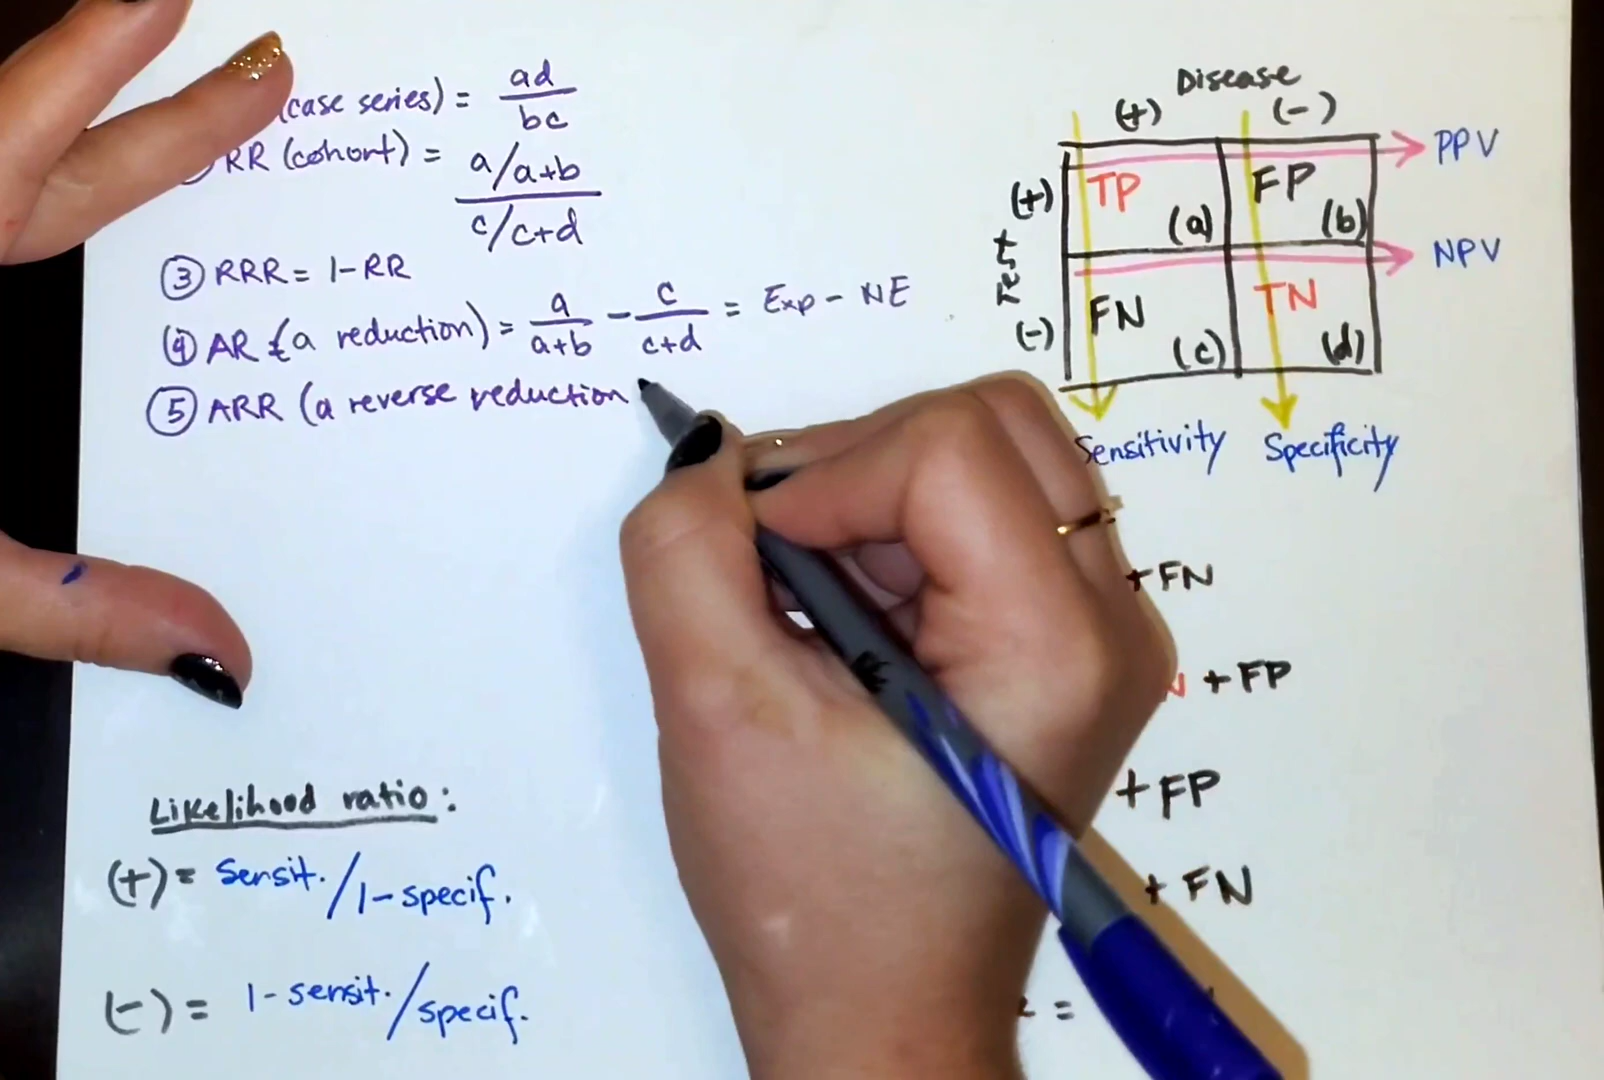 (case series) = ad/bc
RR (cohort) = a/a+b / c/c+d
③ RRR = 1-RR
④ AR (a reduction) = a/a+b - c/c+d = Exp - NE
⑤ ARR (a reverse reduction
Likelihood ratio:
(+) = Sensit./1-specif.
(-) = 1-sensit./specif.
Disease
(+) (-)
Test
(+) TP (a) FP (b) PPV
(-) FN (c) TN (d) NPV
Sensitivity Specificity
+ FN
+ FP
+ FP
+ FN
=